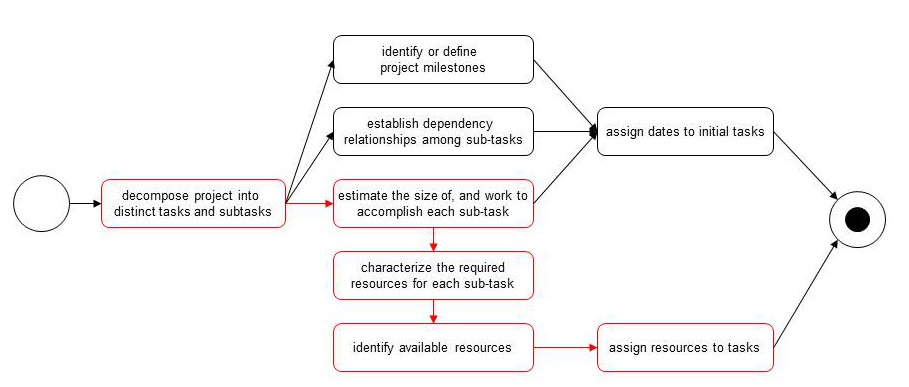 identify or define
project milestones
establish dependency
relationships among sub-tasks
assign dates to initial tasks
decompose project into
distinct tasks and subtasks
estimate the size of, and work to
accomplish each sub-task
characterize the required
resources for each sub-task
identify available resources
assign resources to tasks